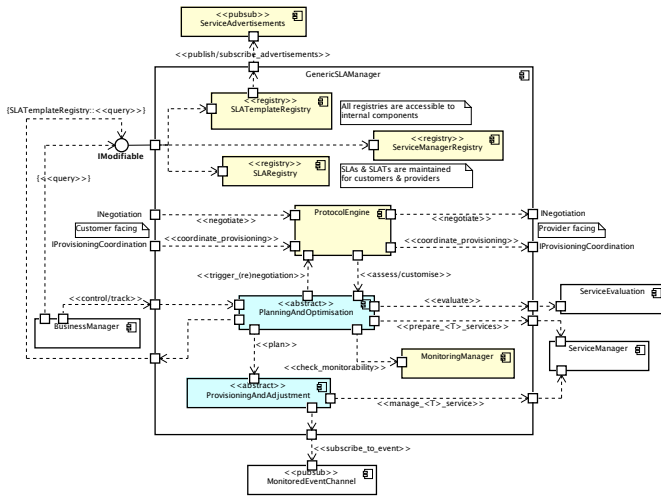 <<pubsub>>
ServiceAdvertisements
<<publish/subscribe_advertisements>>
GenericSLAManager
<<registry>>
SLATemplateRegistry
All registries are accessible to
internal components
{SLATemplateRegistry::<<query>>}
IModifiable
<<registry>>
ServiceManagerRegistry
<<registry>>
SLARegistry
SLAs & SLATs are maintained
for customers & providers
{<<query>>}
INegotiation
<<negotiate>>
ProtocolEngine
<<negotiate>>
INegotiation
Customer facing
Provider facing
IProvisioningCoordination
<<coordinate_provisioning>>
<<coordinate_provisioning>>
IProvisioningCoordination
<<trigger_(re)negotiation>>
<<assess/customise>>
<<control/track>>
<<abstract>>
PlanningAndOptimisation
<<evaluate>>
ServiceEvaluation
<<prepare_<T>_services>>
BusinessManager
<<plan>>
ServiceManager
<<check_monitorability>>
MonitoringManager
<<abstract>>
ProvisioningAndAdjustment
<<manage_<T>_service>>
<<subscribe_to_event>>
<<pubsub>>
MonitoredEventChannel